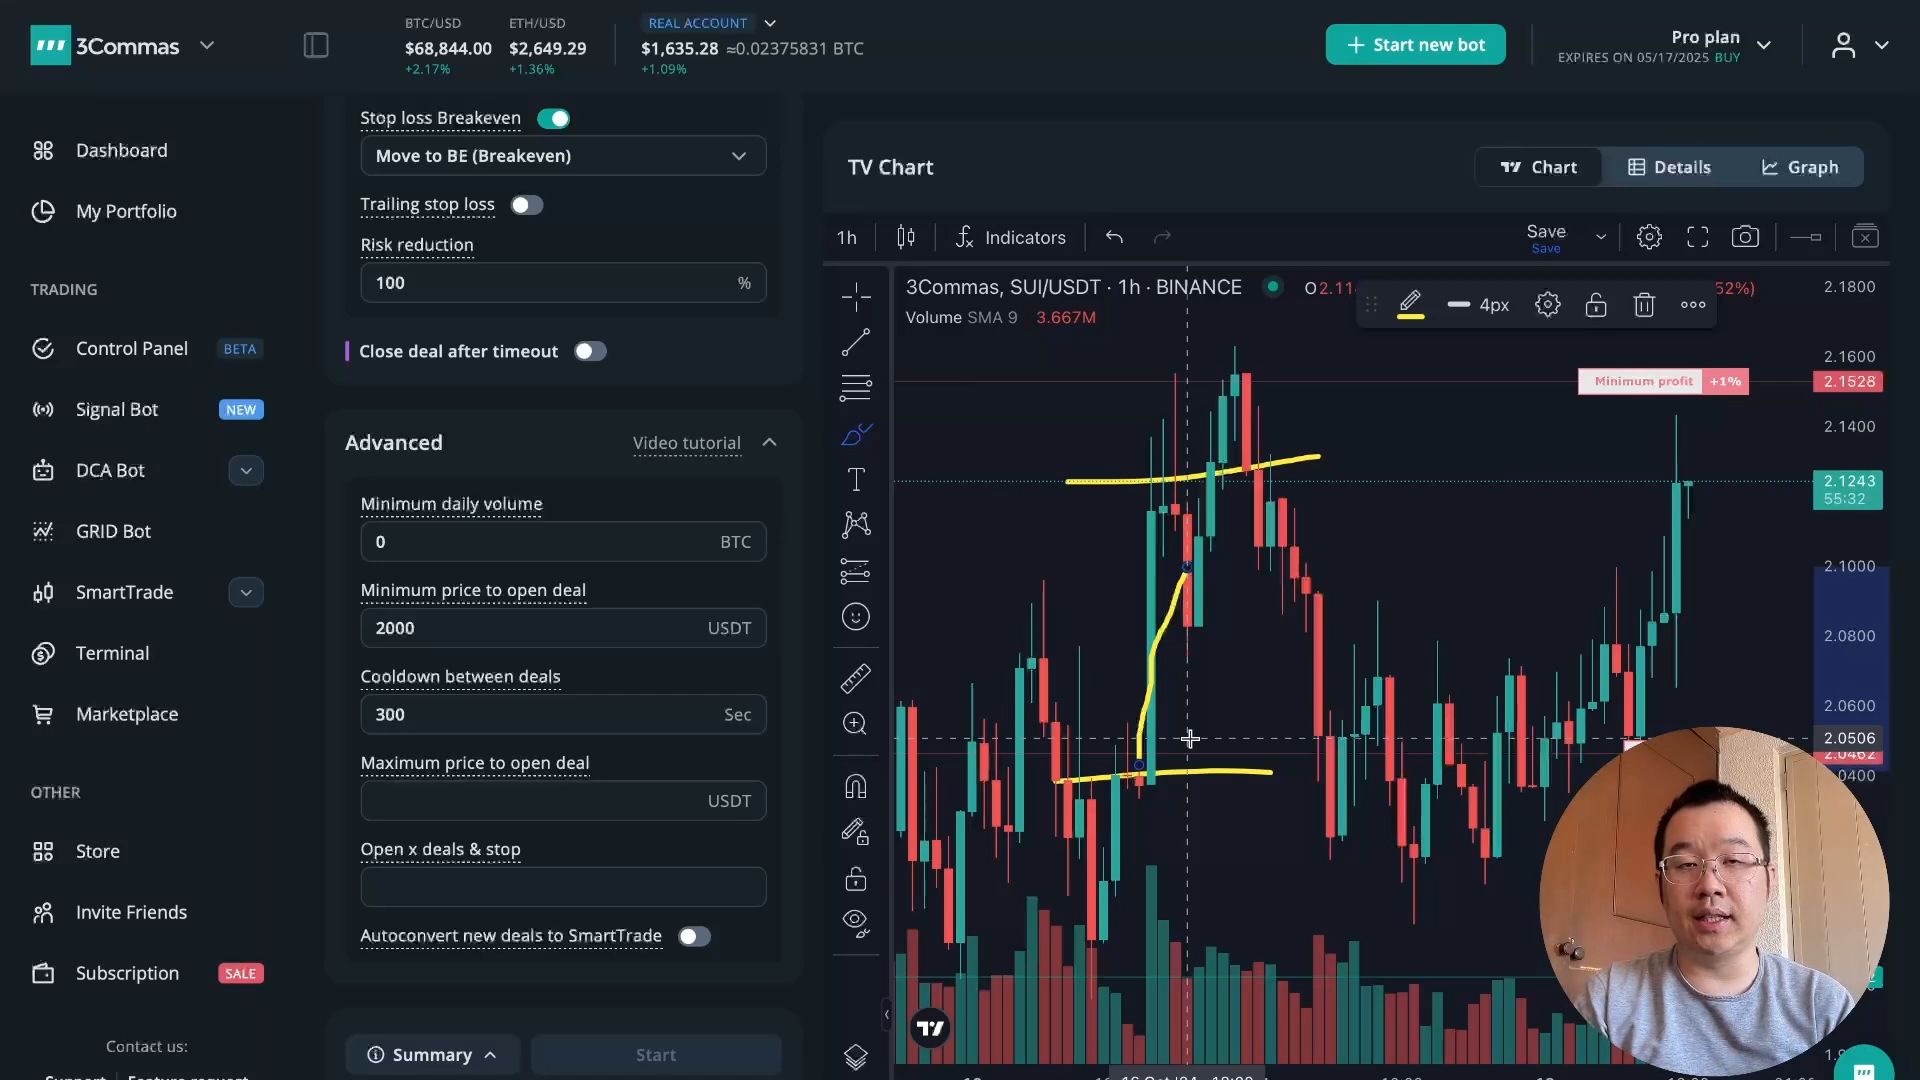 3Commas
BTC/USD
$68,844.00
+2.17%
ETH/USD
$2,649.29
+1.36%
REAL ACCOUNT
$1,635.28 ≈0.02375831 BTC
+1.09%
+ Start new bot
Pro plan
EXPIRES ON 05/17/2025 BUY
Dashboard
My Portfolio
TRADING
Control Panel BETA
Signal Bot NEW
DCA Bot
GRID Bot
SmartTrade
Terminal
Marketplace
OTHER
Store
Invite Friends
Subscription SALE
Contact us:
Support | Feature request
Stop loss Breakeven
Move to BE (Breakeven)
Trailing stop loss
Risk reduction
100 %
Close deal after timeout
Advanced Video tutorial
Minimum daily volume
0 BTC
Minimum price to open deal
2000 USDT
Cooldown between deals
300 Sec
Maximum price to open deal
USDT
Open x deals & stop
Autoconvert new deals to SmartTrade
Summary
Start
TV Chart
Chart Details Graph
1h Indicators Save
Save
3Commas, SUI/USDT · 1h · BINANCE
Volume SMA 9 3.667M
4px
52%)
Minimum profit +1%
2.1800
2.1600
2.1528
2.1400
2.1243
55:32
2.1000
2.0800
2.0600
2.0506
2.0462